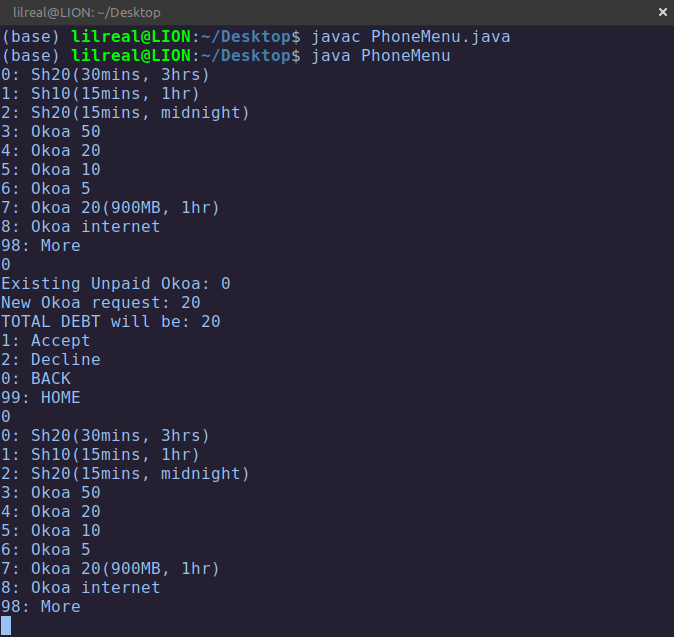 lilreal@LION: ~/Desktop
(base) lilreal@LION:~/Desktop$ javac PhoneMenu.java
(base) lilreal@LION:~/Desktop$ java PhoneMenu
0: Sh20(30mins, 3hrs)
1: Sh10(15mins, 1hr)
2: Sh20(15mins, midnight)
3: Okoa 50
4: Okoa 20
5: Okoa 10
6: Okoa 5
7: Okoa 20(900MB, 1hr)
8: Okoa internet
98: More
0
Existing Unpaid Okoa: 0
New Okoa request: 20
TOTAL DEBT will be: 20
1: Accept
2: Decline
0: BACK
99: HOME
0
0: Sh20(30mins, 3hrs)
1: Sh10(15mins, 1hr)
2: Sh20(15mins, midnight)
3: Okoa 50
4: Okoa 20
5: Okoa 10
6: Okoa 5
7: Okoa 20(900MB, 1hr)
8: Okoa internet
98: More